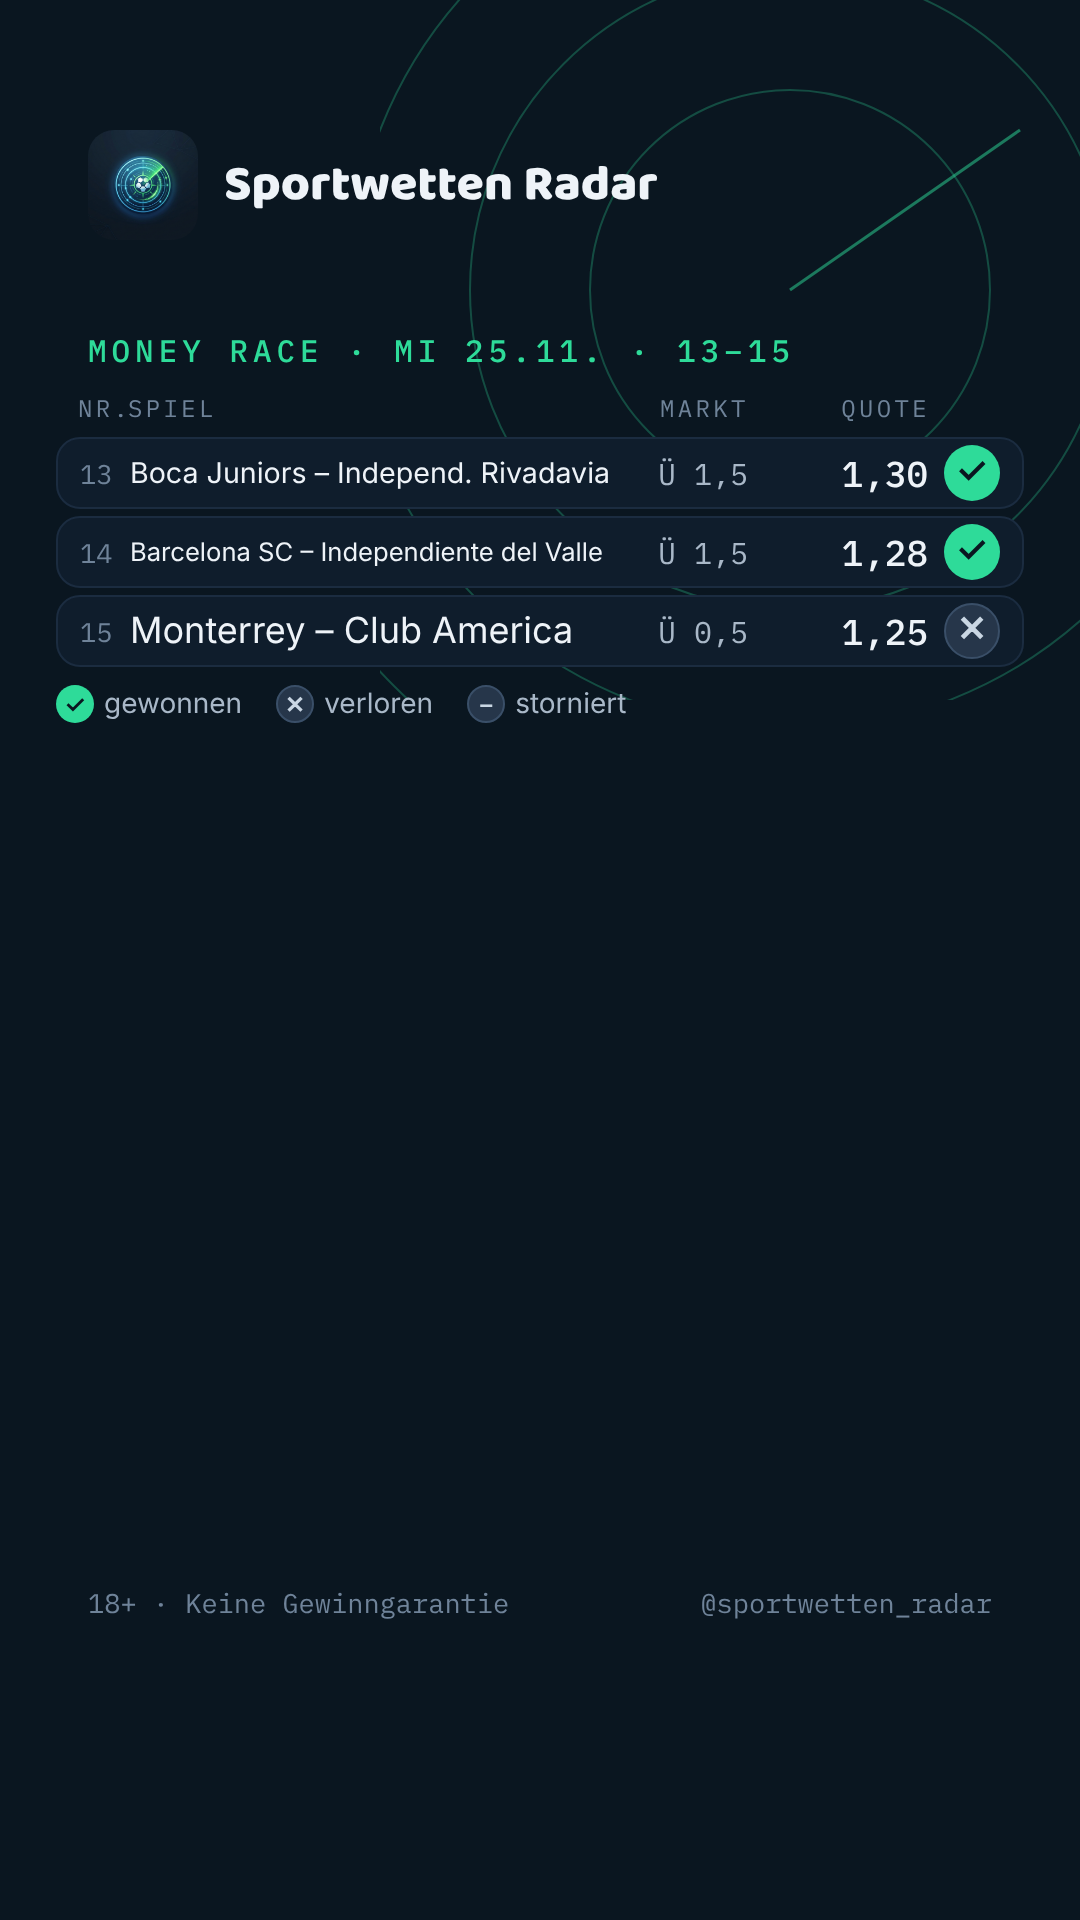 Sportwetten Radar
MONEY RACE · MI 25.11. · 13–15
NR. SPIEL MARKT QUOTE
13 Boca Juniors – Independ. Rivadavia Ü 1,5 1,30
14 Barcelona SC – Independiente del Valle Ü 1,5 1,28
15 Monterrey – Club America Ü 0,5 1,25
gewonnen verloren storniert
18+ · Keine Gewinngarantie @sportwetten_radar